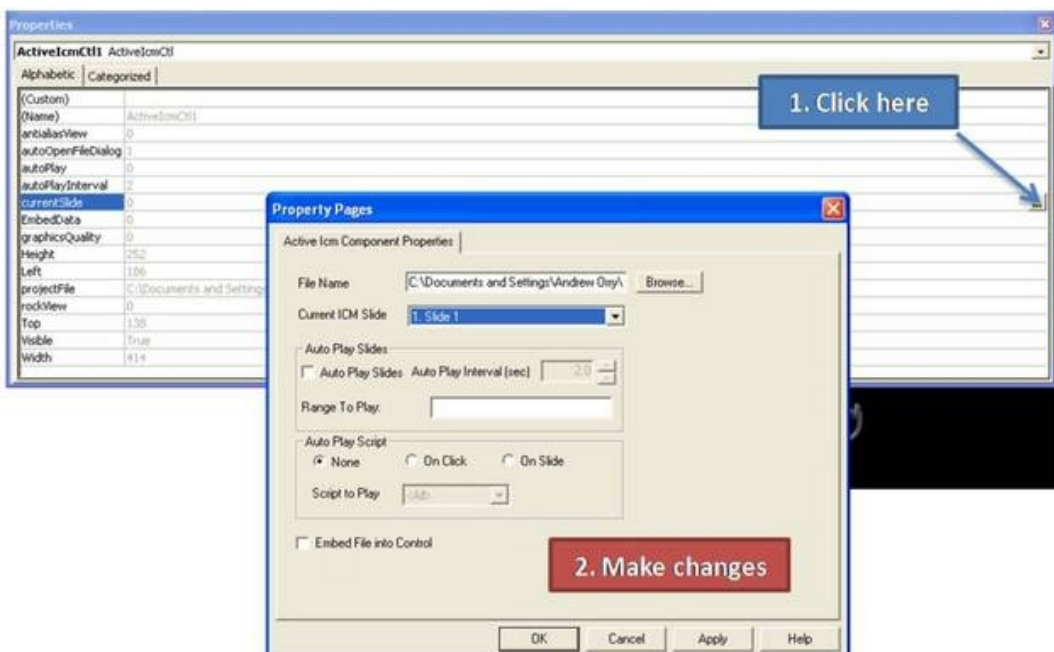 Properties
ActiveIcmCtl1 ActiveIcmCtl
Alphabetic Categorized
(Custom)
(Name) ActiveIcmCtl1
antialiasView 0
autoOpenFileDialog 1
autoPlay 0
autoPlayInterval 2
currentSlide 0
EmbedData 0
graphicsQuality 0
Height 252
Left 106
projectFile C:\Documents and Settings
rockView 0
Top 138
Visible True
Width 414
1. Click here
...
Property Pages
Active Icm Component Properties
File Name C:\Documents and Settings\Andrew Oxy\ Browse...
Current ICM Slide 1. Slide 1
Auto Play Slides
Auto Play Slides Auto Play Interval (sec) 2.0
Range To Play:
Auto Play Script
None On Click On Slide
Script to Play <All>
Embed File into Control
2. Make changes
OK Cancel Apply Help